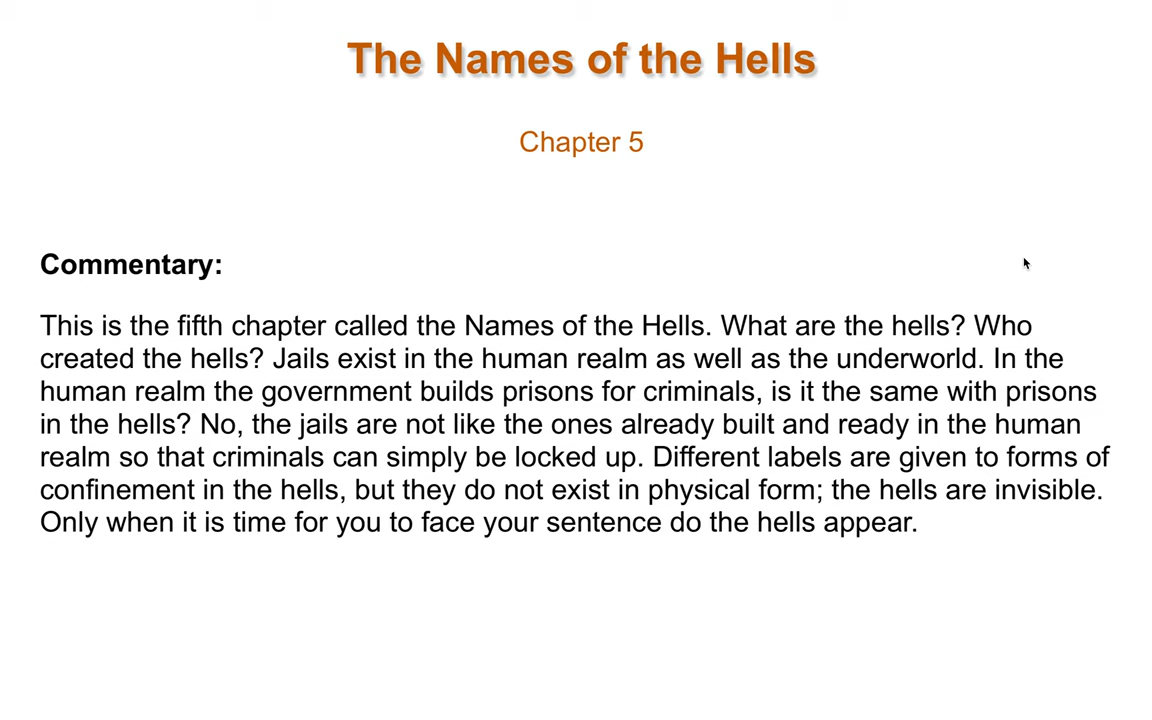 The Names of the Hells
Chapter 5
Commentary:
This is the fifth chapter called the Names of the Hells. What are the hells? Who
created the hells? Jails exist in the human realm as well as the underworld. In the
human realm the government builds prisons for criminals, is it the same with prisons
in the hells? No, the jails are not like the ones already built and ready in the human
realm so that criminals can simply be locked up. Different labels are given to forms of
confinement in the hells, but they do not exist in physical form; the hells are invisible.
Only when it is time for you to face your sentence do the hells appear.